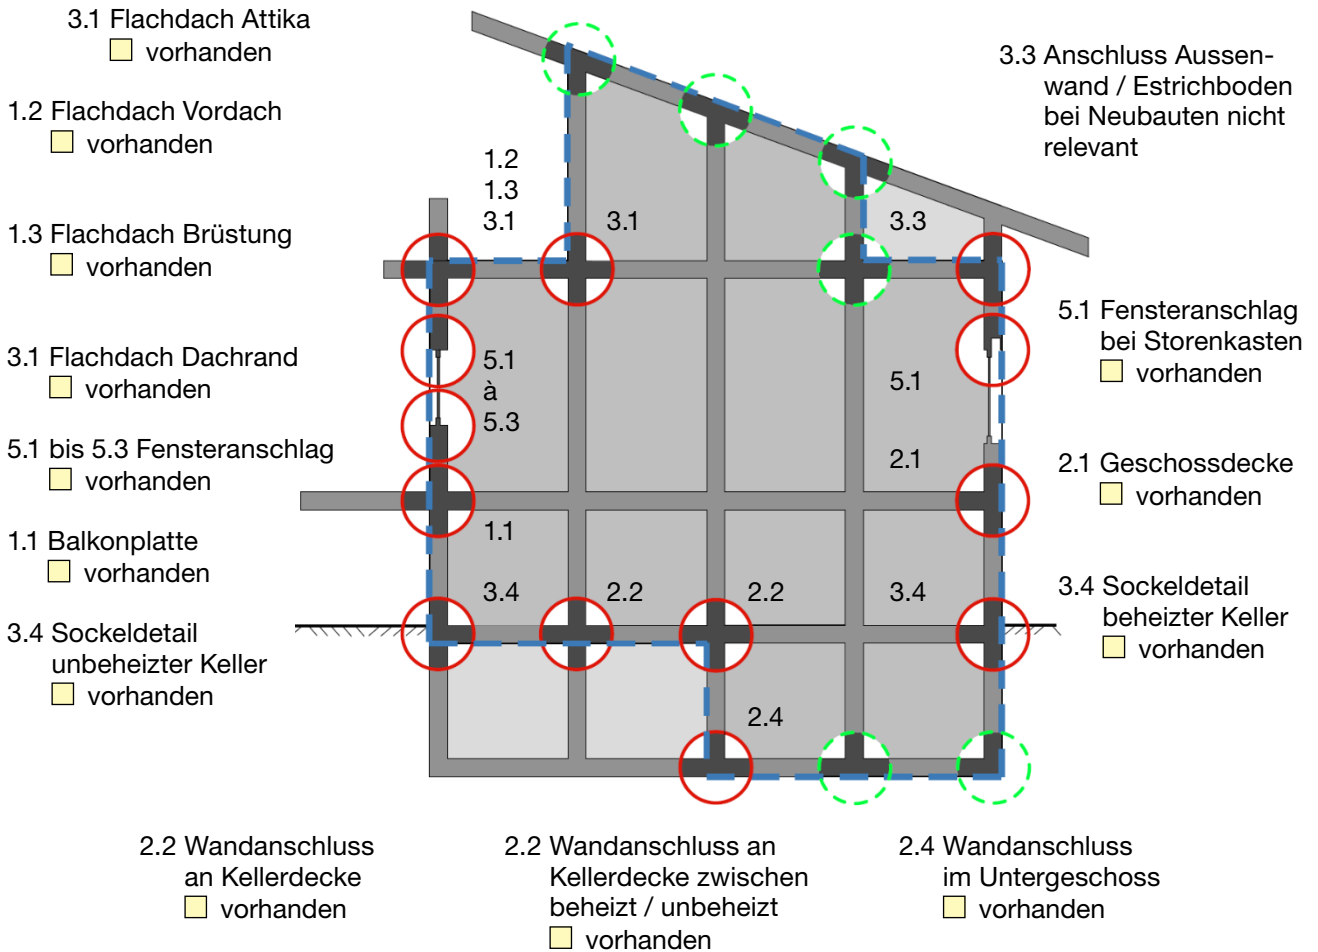 3.1 Flachdach Attika
vorhanden
1.2 Flachdach Vordach
vorhanden
1.3 Flachdach Brüstung
vorhanden
3.1 Flachdach Dachrand
vorhanden
5.1 bis 5.3 Fensteranschlag
vorhanden
1.1 Balkonplatte
vorhanden
3.4 Sockeldetail
unbeheizter Keller
vorhanden
1.2
1.3
3.1
3.1
3.3
5.1
à
5.3
5.1
2.1
1.1
3.4
2.2
2.2
3.4
2.4
3.3 Anschluss Aussen-
wand / Estrichboden
bei Neubauten nicht
relevant
5.1 Fensteranschlag
bei Storenkasten
vorhanden
2.1 Geschossdecke
vorhanden
3.4 Sockeldetail
beheizter Keller
vorhanden
2.2 Wandanschluss
an Kellerdecke
vorhanden
2.2 Wandanschluss an
Kellerdecke zwischen
beheizt / unbeheizt
vorhanden
2.4 Wandanschluss
im Untergeschoss
vorhanden